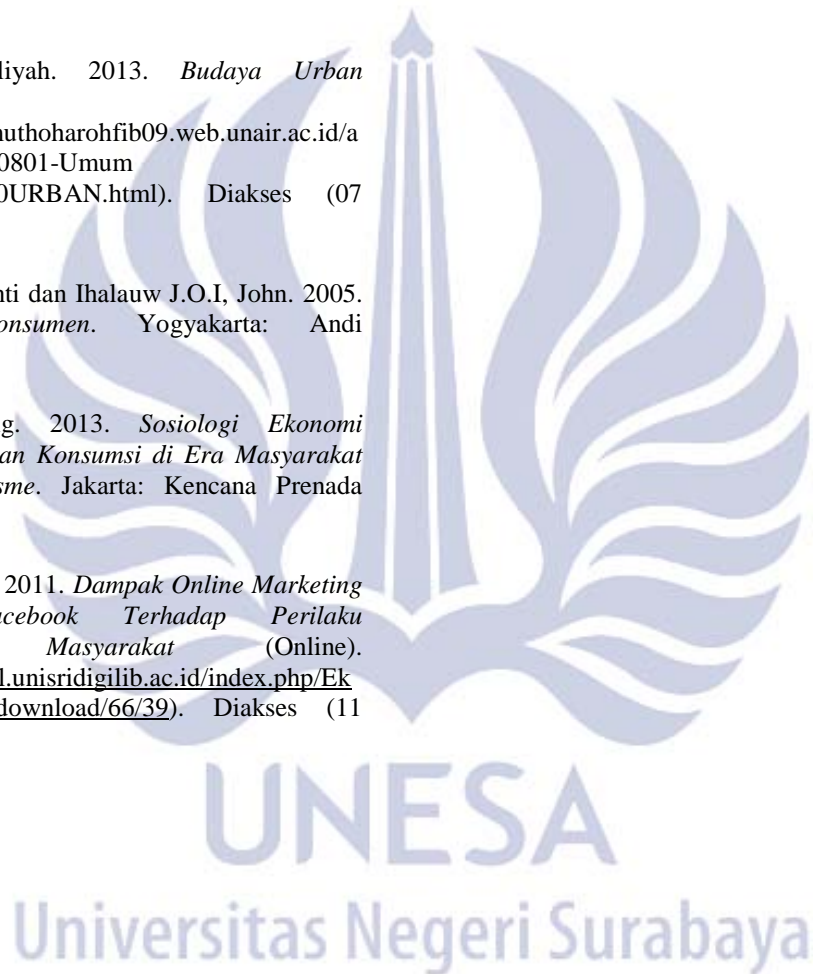 liyah. 2013. Budaya Urban
nuthoharohfib09.web.unair.ac.id/a
0801-Umum
0URBAN.html). Diakses (07
nti dan Ihalauw J.O.I, John. 2005.
onsumen. Yogyakarta: Andi
g. 2013. Sosiologi Ekonomi
an Konsumsi di Era Masyarakat
sme. Jakarta: Kencana Prenada
2011. Dampak Online Marketing
acebook Terhadap Perilaku
Masyarakat (Online).
l.unisridigilib.ac.id/index.php/Ek
download/66/39). Diakses (11
UNESA
Universitas Negeri Surabaya